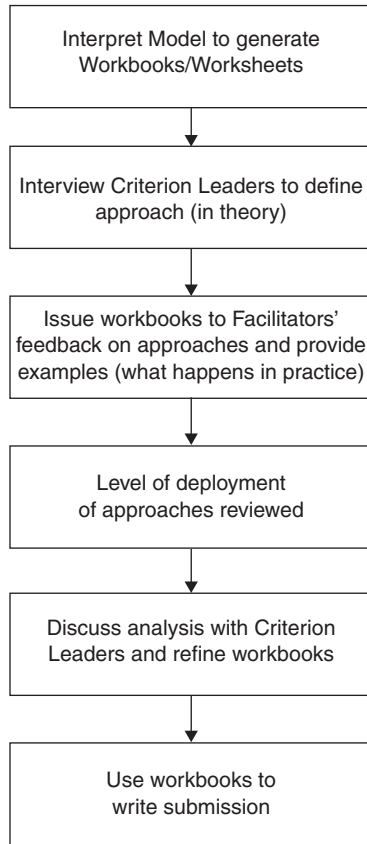 Interpret Model to generate
Workbooks/Worksheets
Interview Criterion Leaders to define
approach (in theory)
Issue workbooks to Facilitators’
feedback on approaches and provide
examples (what happens in practice)
Level of deployment
of approaches reviewed
Discuss analysis with Criterion
Leaders and refine workbooks
Use workbooks to
write submission